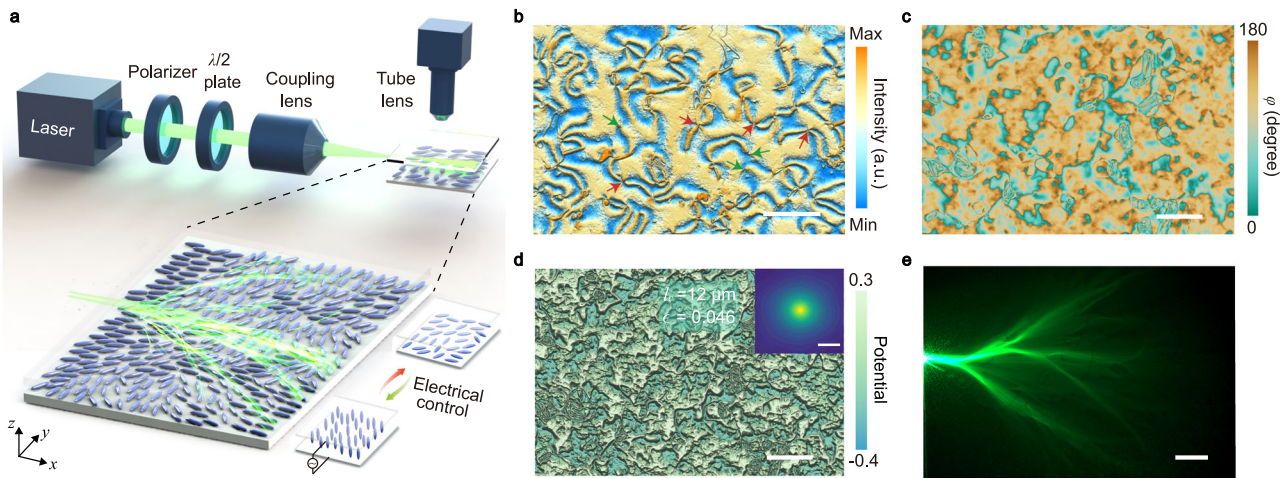 a
Laser
Polarizer
λ/2
plate
Coupling
lens
Tube
lens
Electrical
control
z
y
x
b
Max
Intensity (a.u.)
Min
c
180
φ (degree)
0
d
=12 μm
= 0.046
0.3
Potential
-0.4
e